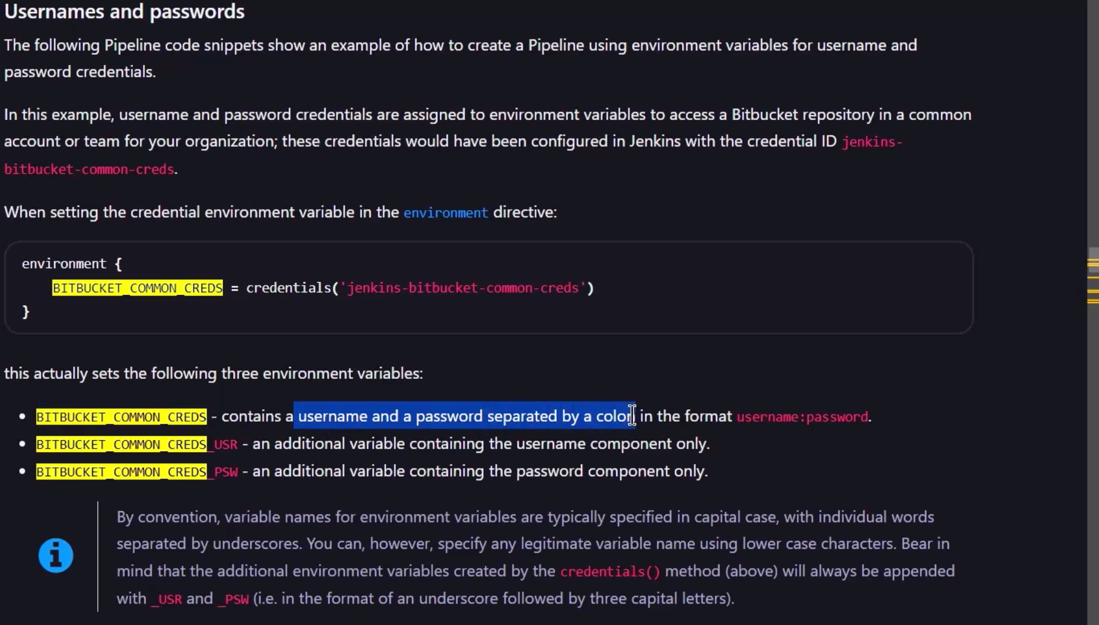 Usernames and passwords
The following Pipeline code snippets show an example of how to create a Pipeline using environment variables for username and
password credentials.
In this example, username and password credentials are assigned to environment variables to access a Bitbucket repository in a common
account or team for your organization; these credentials would have been configured in Jenkins with the credential ID jenkins-
bitbucket-common-creds.
When setting the credential environment variable in the environment directive:
environment {
    BITBUCKET_COMMON_CREDS = credentials('jenkins-bitbucket-common-creds')
}
this actually sets the following three environment variables:
• BITBUCKET_COMMON_CREDS - contains a username and a password separated by a colon in the format username:password.
• BITBUCKET_COMMON_CREDS_USR - an additional variable containing the username component only.
• BITBUCKET_COMMON_CREDS_PSW - an additional variable containing the password component only.
By convention, variable names for environment variables are typically specified in capital case, with individual words
separated by underscores. You can, however, specify any legitimate variable name using lower case characters. Bear in
mind that the additional environment variables created by the credentials() method (above) will always be appended
with _USR and _PSW (i.e. in the format of an underscore followed by three capital letters).